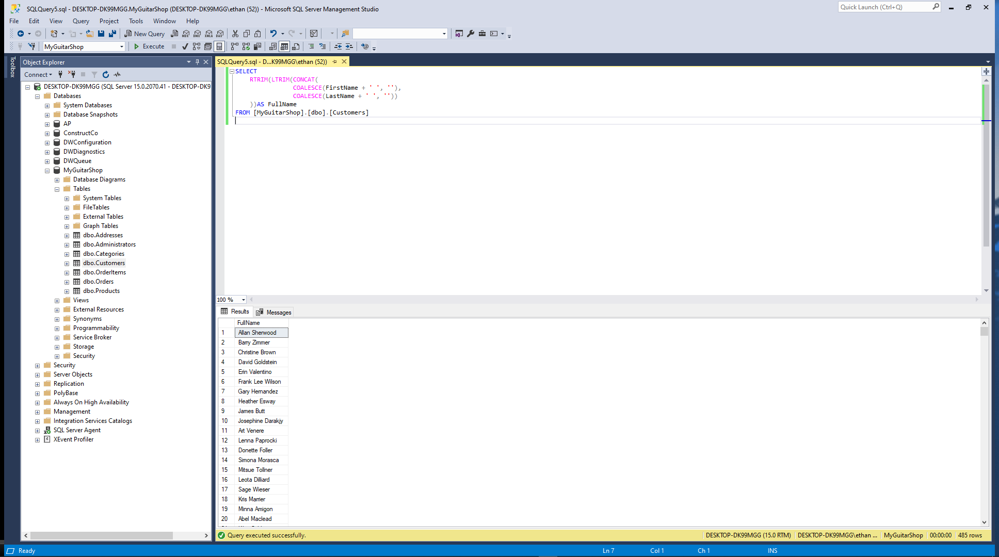 SQLQuery5.sql - DESKTOP-DK99MGG.MyGuitarShop (DESKTOP-DK99MGG\ethan (52)) - Microsoft SQL Server Management Studio
Quick Launch (Ctrl+Q)
File Edit View Query Project Tools Window Help
New Query
MDX DMX XMLA DAX
MyGuitarShop Execute
Toolbox
Object Explorer
Connect
DESKTOP-DK99MGG (SQL Server 15.0.2070.41 - DESKTOP-DK9
Databases
System Databases
Database Snapshots
AP
ConstructCo
DWConfiguration
DWDiagnostics
DWQueue
MyGuitarShop
Database Diagrams
Tables
System Tables
FileTables
External Tables
Graph Tables
dbo.Addresses
dbo.Administrators
dbo.Categories
dbo.Customers
dbo.OrderItems
dbo.Orders
dbo.Products
Views
External Resources
Synonyms
Programmability
Service Broker
Storage
Security
Security
Server Objects
Replication
PolyBase
Always On High Availability
Management
Integration Services Catalogs
SQL Server Agent
XEvent Profiler
SQLQuery5.sql - D...K99MGG\ethan (52))
SELECT
RTRIM(LTRIM(CONCAT(
COALESCE(FirstName + ' ', ''),
COALESCE(LastName + ' ', ''))
))AS FullName
FROM [MyGuitarShop].[dbo].[Customers]
100 %
Results Messages
FullName
1 Allan Sherwood
2 Barry Zimmer
3 Christine Brown
4 David Goldstein
5 Erin Valentino
6 Frank Lee Wilson
7 Gary Hernandez
8 Heather Esway
9 James Butt
10 Josephine Darakjy
11 Art Venere
12 Lenna Paprocki
13 Donette Foller
14 Simona Morasca
15 Mitsue Tollner
16 Leota Dilliard
17 Sage Wieser
18 Kris Marrier
19 Minna Amigon
20 Abel Maclead
Query executed successfully. DESKTOP-DK99MGG (15.0 RTM) DESKTOP-DK99MGG\ethan ... MyGuitarShop 00:00:00 485 rows
Ready Ln 7 Col 1 Ch 1 INS